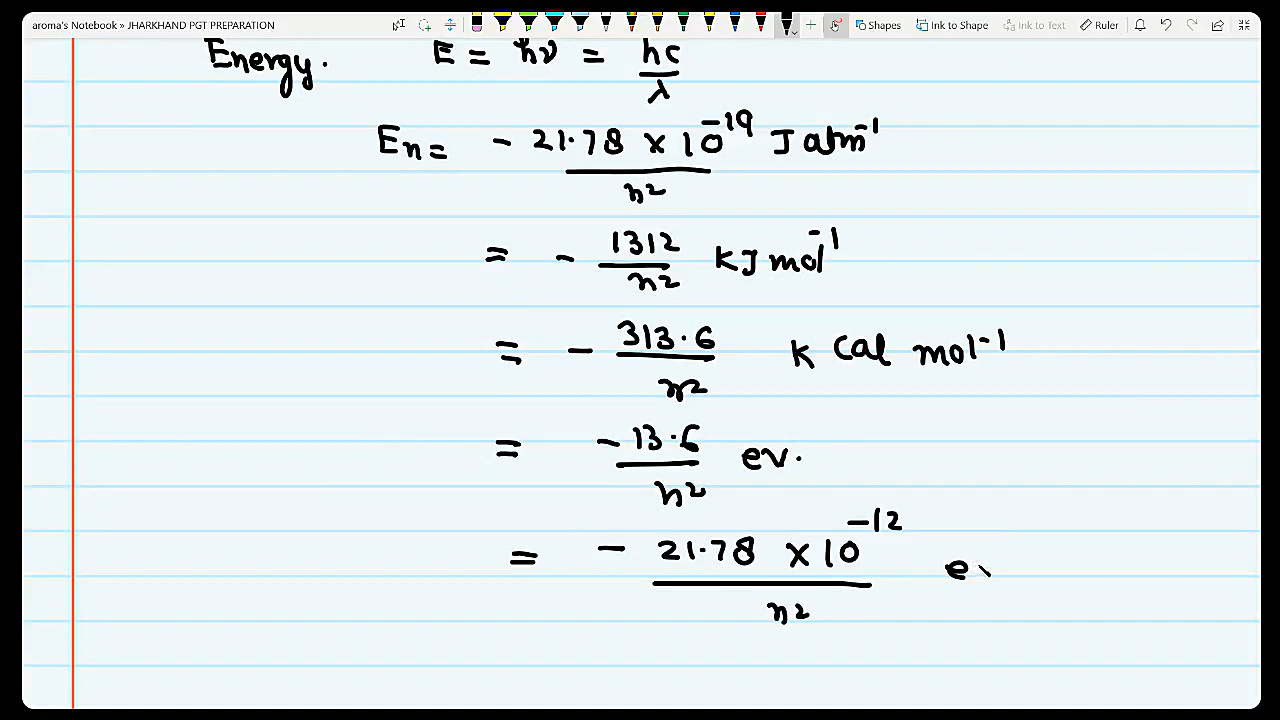 aroma's Notebook » JHARKHAND PGT PREPARATION
Shapes Ink to Shape Ink to Text Ruler
Energy. E = hν = hc/λ
En = - 21.78 × 10^-19 / n² J atm^-1
= - 1312/n² KJ mol^-1
= - 313.6/n² K Cal mol^-1
= -13.6/n² ev.
= - 21.78 × 10^-12 / n²